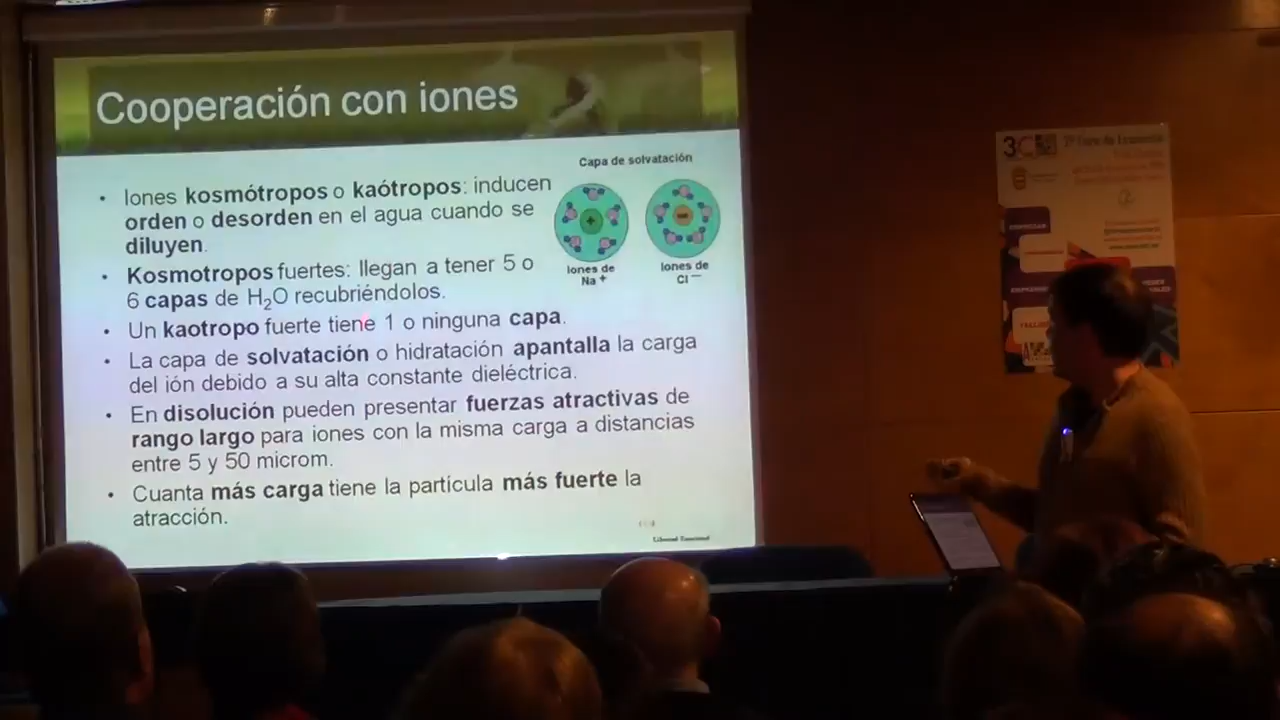 Cooperación con iones
Capa de solvatación
• Iones kosmótropos o kaótropos: inducen
orden o desorden en el agua cuando se
diluyen.
+
Iones de
Na +
Iones de
Cl −
• Kosmotropos fuertes: llegan a tener 5 o
6 capas de H₂O recubriéndolos.
• Un kaotropo fuerte tiene 1 o ninguna capa.
• La capa de solvatación o hidratación apantalla la carga
del ión debido a su alta constante dieléctrica.
• En disolución pueden presentar fuerzas atractivas de
rango largo para iones con la misma carga a distancias
entre 5 y 50 microm.
• Cuanta más carga tiene la partícula más fuerte la
atracción.
3C